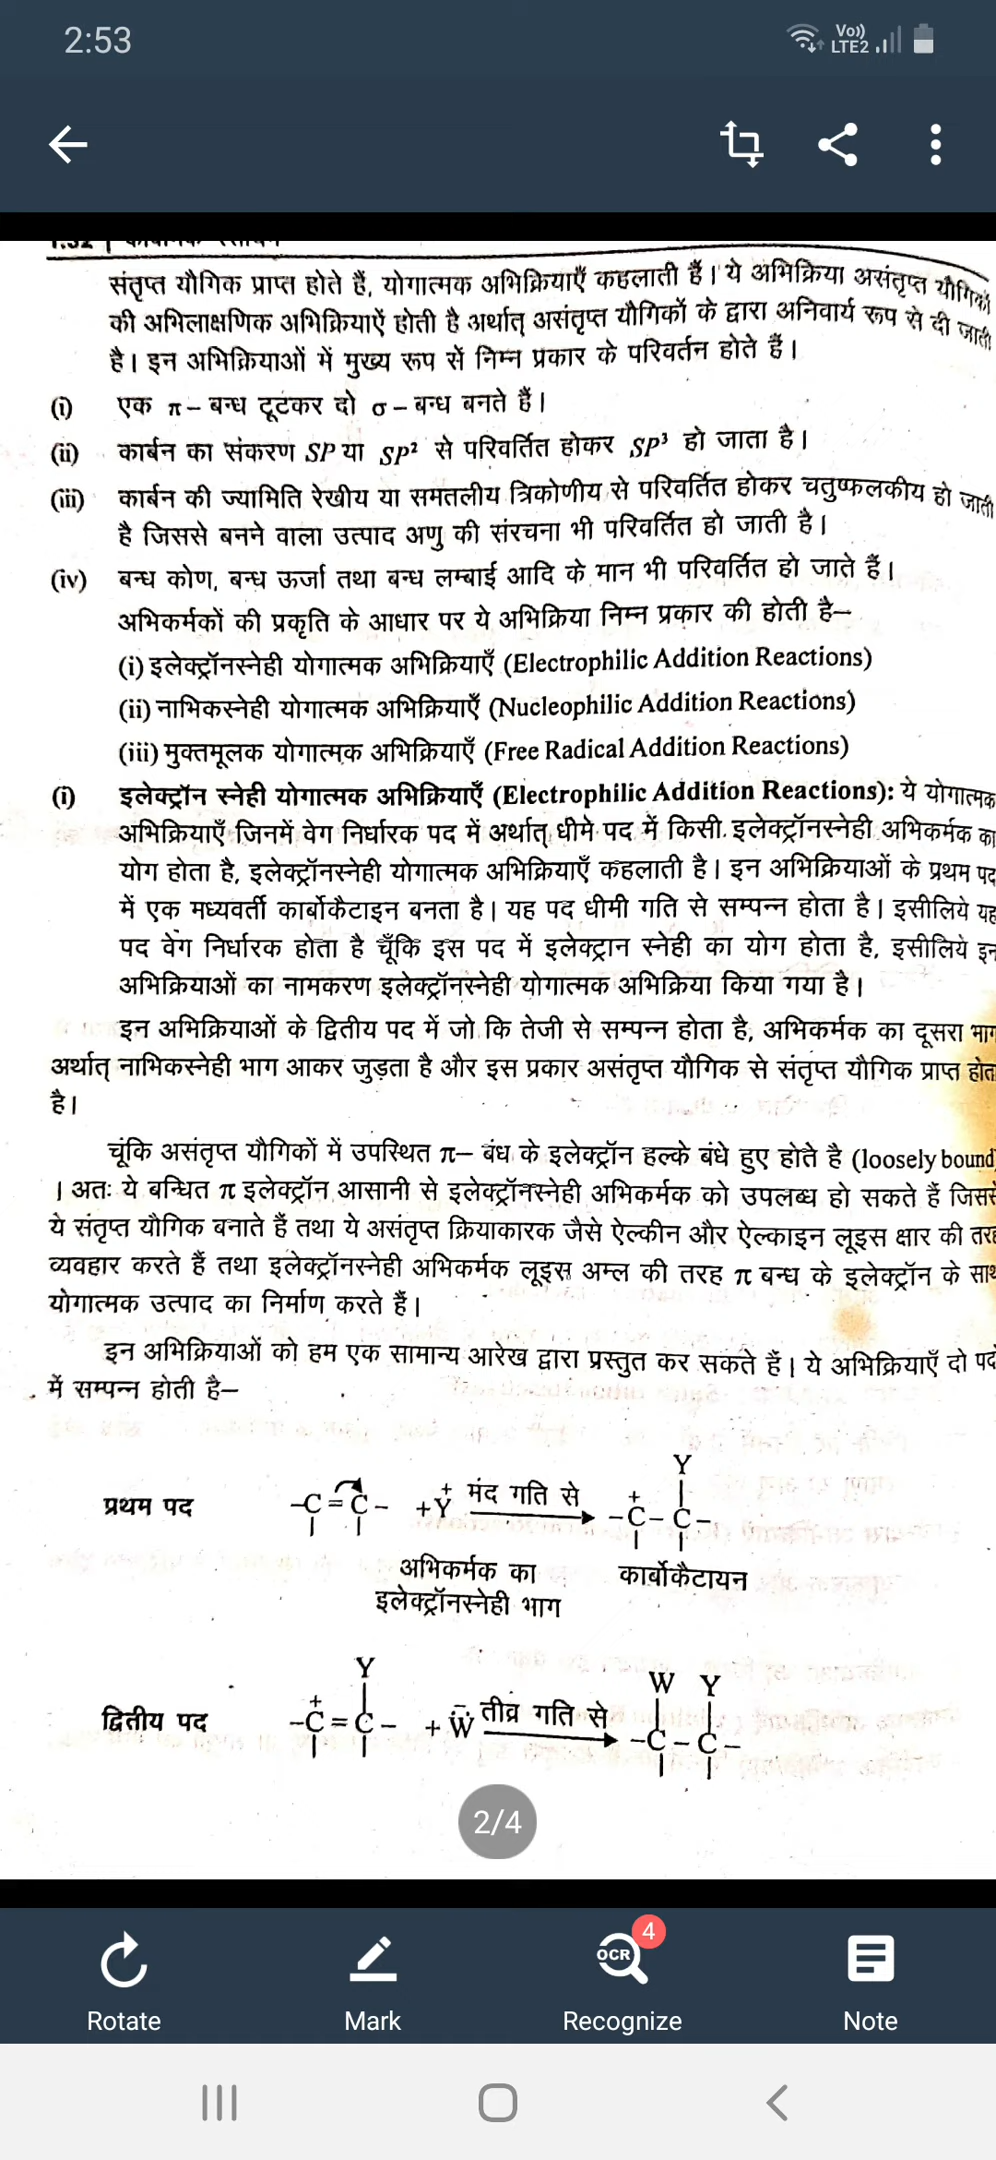 2:53
Vo)) LTE2
संतृप्त यौगिक प्राप्त होते हैं, योगात्मक अभिक्रियाएँ कहलाती हैं। ये अभिक्रिया असंतृप्त यौगिकों
की अभिलाक्षणिक अभिक्रियाऐं होती है अर्थात् असंतृप्त यौगिकों के द्वारा अनिवार्य रूप से दी जाती
है। इन अभिक्रियाओं में मुख्य रूप सें निम्न प्रकार के परिवर्तन होते हैं।
(i) एक π – बन्ध टूटकर दो σ – बन्ध बनते हैं।
(ii) कार्बन का संकरण SP या SP² से परिवर्तित होकर SP³ हो जाता है।
(iii) कार्बन की ज्यामिति रेखीय या समतलीय त्रिकोणीय से परिवर्तित होकर चतुष्फलकीय हो जाती
है जिससे बनने वाला उत्पाद अणु की संरचना भी परिवर्तित हो जाती है।
(iv) बन्ध कोण, बन्ध ऊर्जा तथा बन्ध लम्बाई आदि के मान भी परिवर्तित हो जाते हैं।
अभिकर्मकों की प्रकृति के आधार पर ये अभिक्रिया निम्न प्रकार की होती है–
(i) इलेक्ट्रॉनस्नेही योगात्मक अभिक्रियाएँ (Electrophilic Addition Reactions)
(ii) नाभिकस्नेही योगात्मक अभिक्रियाएँ (Nucleophilic Addition Reactions)
(iii) मुक्तमूलक योगात्मक अभिक्रियाएँ (Free Radical Addition Reactions)
(i) इलेक्ट्रॉन स्नेही योगात्मक अभिक्रियाएँ (Electrophilic Addition Reactions): ये योगात्मक
अभिक्रियाएँ जिनमें वेग निर्धारक पद में अर्थात् धीमे पद में किसी इलेक्ट्रॉनस्नेही अभिकर्मक का
योग होता है, इलेक्ट्रॉनस्नेही योगात्मक अभिक्रियाएँ कहलाती है। इन अभिक्रियाओं के प्रथम पद
में एक मध्यवर्ती कार्बोकैटाइन बनता है। यह पद धीमी गति से सम्पन्न होता है। इसीलिये यह
पद वेग निर्धारक होता है चूँकि इस पद में इलेक्ट्रान स्नेही का योग होता है, इसीलिये इन
अभिक्रियाओं का नामकरण इलेक्ट्रॉनस्नेही योगात्मक अभिक्रिया किया गया है।
इन अभिक्रियाओं के द्वितीय पद में जो कि तेजी से सम्पन्न होता है, अभिकर्मक का दूसरा भाग
अर्थात् नाभिकस्नेही भाग आकर जुड़ता है और इस प्रकार असंतृप्त यौगिक से संतृप्त यौगिक प्राप्त होता
है।
चूंकि असंतृप्त यौगिकों में उपस्थित π– बंध के इलेक्ट्रॉन हल्के बंधे हुए होते है (loosely bound)
। अतः ये बन्धित π इलेक्ट्रॉन आसानी से इलेक्ट्रॉनस्नेही अभिकर्मक को उपलब्ध हो सकते हैं जिससे
ये संतृप्त यौगिक बनाते हैं तथा ये असंतृप्त क्रियाकारक जैसे ऐल्कीन और ऐल्काइन लूइस क्षार की तरह
व्यवहार करते हैं तथा इलेक्ट्रॉनस्नेही अभिकर्मक लूइस अम्ल की तरह π बन्ध के इलेक्ट्रॉन के साथ
योगात्मक उत्पाद का निर्माण करते हैं।
इन अभिक्रियाओं को हम एक सामान्य आरेख द्वारा प्रस्तुत कर सकते हैं। ये अभिक्रियाएँ दो पदों
में सम्पन्न होती है–
Y
प्रथम पद –C=C– +Y⁺ मंद गति से –C⁺–C–
अभिकर्मक का कार्बोकैटायन
इलेक्ट्रॉनस्नेही भाग
Y W Y
द्वितीय पद –C⁺=C– + W̄ तीव्र गति से –C–C–
2/4
OCR 4
Rotate Mark Recognize Note